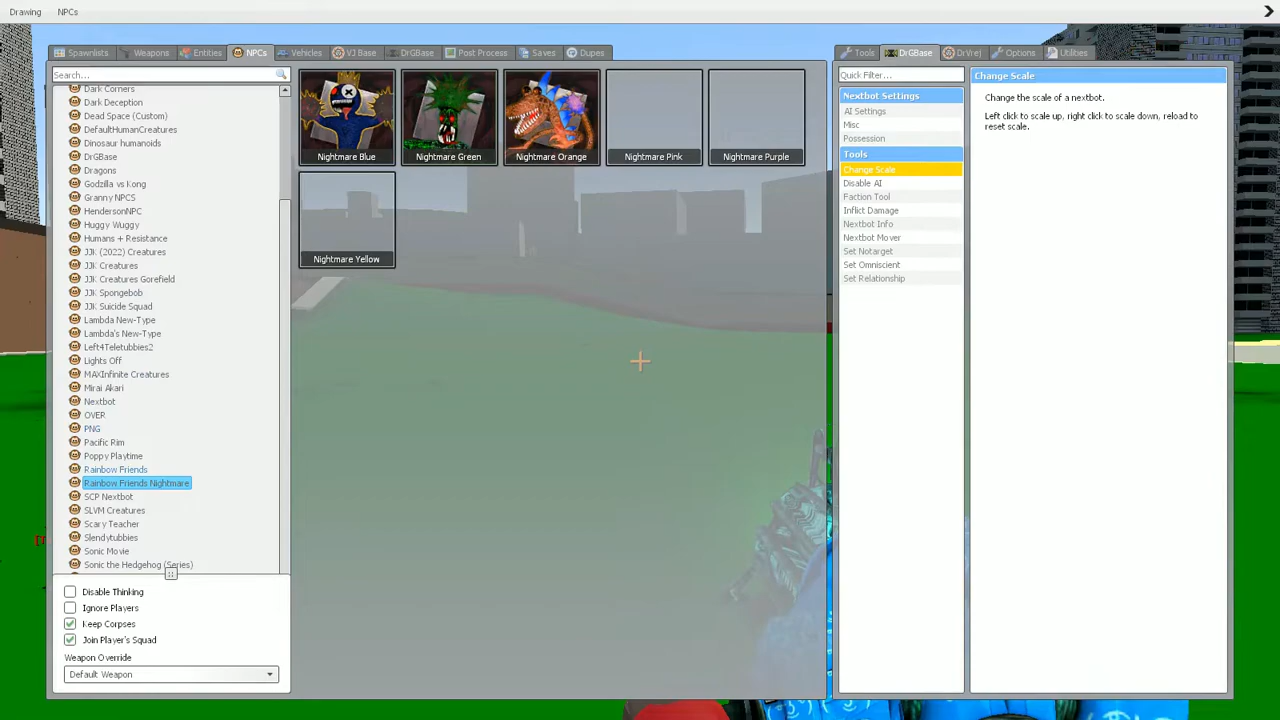 Drawing NPCs
Spawnlists Weapons Entities NPCs Vehicles VJ Base DrGBase Post Process Saves Dupes
Search...
Dark Corners
Dark Deception
Dead Space (Custom)
DefaultHumanCreatures
Dinosaur humanoids
DrGBase
Dragons
Godzilla vs Kong
Granny NPCS
HendersonNPC
Huggy Wuggy
Humans + Resistance
JJK (2022) Creatures
JJK Creatures
JJK Creatures Gorefield
JJK Spongebob
JJK Suicide Squad
Lambda New-Type
Lambda's New-Type
Left4Teletubbies2
Lights Off
MAXInfinite Creatures
Mirai Akari
Nextbot
OVER
PNG
Pacific Rim
Poppy Playtime
Rainbow Friends
Rainbow Friends Nightmare
SCP Nextbot
SLVM Creatures
Scary Teacher
Slendytubbies
Sonic Movie
Sonic the Hedgehog (Series)
Disable Thinking
Ignore Players
Keep Corpses
Join Player's Squad
Weapon Override
Default Weapon
Nightmare Blue Nightmare Green Nightmare Orange Nightmare Pink Nightmare Purple
Nightmare Yellow
Tools DrGBase DrVrej Options Utilities
Quick Filter...
Nextbot Settings
AI Settings
Misc
Possession
Tools
Change Scale
Disable AI
Faction Tool
Inflict Damage
Nextbot Info
Nextbot Mover
Set Notarget
Set Omniscient
Set Relationship
Change Scale
Change the scale of a nextbot.
Left click to scale up, right click to scale down, reload to
reset scale.